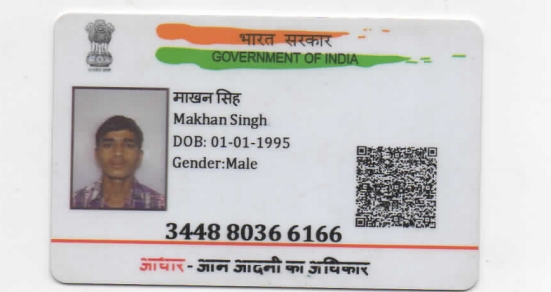 भारत सरकार
GOVERNMENT OF INDIA
माखन सिह
Makhan Singh
DOB: 01-01-1995
Gender:Male
3448 8036 6166
आधार - आम आदमी का अधिकार